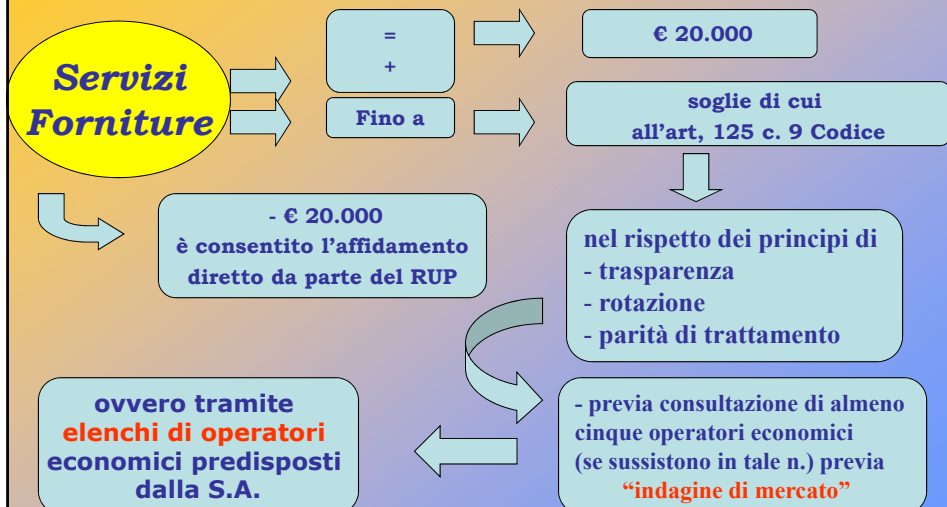 Servizi
Forniture
=
+
€ 20.000
Fino a
soglie di cui
all'art, 125 c. 9 Codice
- € 20.000
è consentito l'affidamento
diretto da parte del RUP
nel rispetto dei principi di
- trasparenza
- rotazione
- parità di trattamento
- previa consultazione di almeno
cinque operatori economici
(se sussistono in tale n.) previa
“indagine di mercato”
ovvero tramite
elenchi di operatori
economici predisposti
dalla S.A.